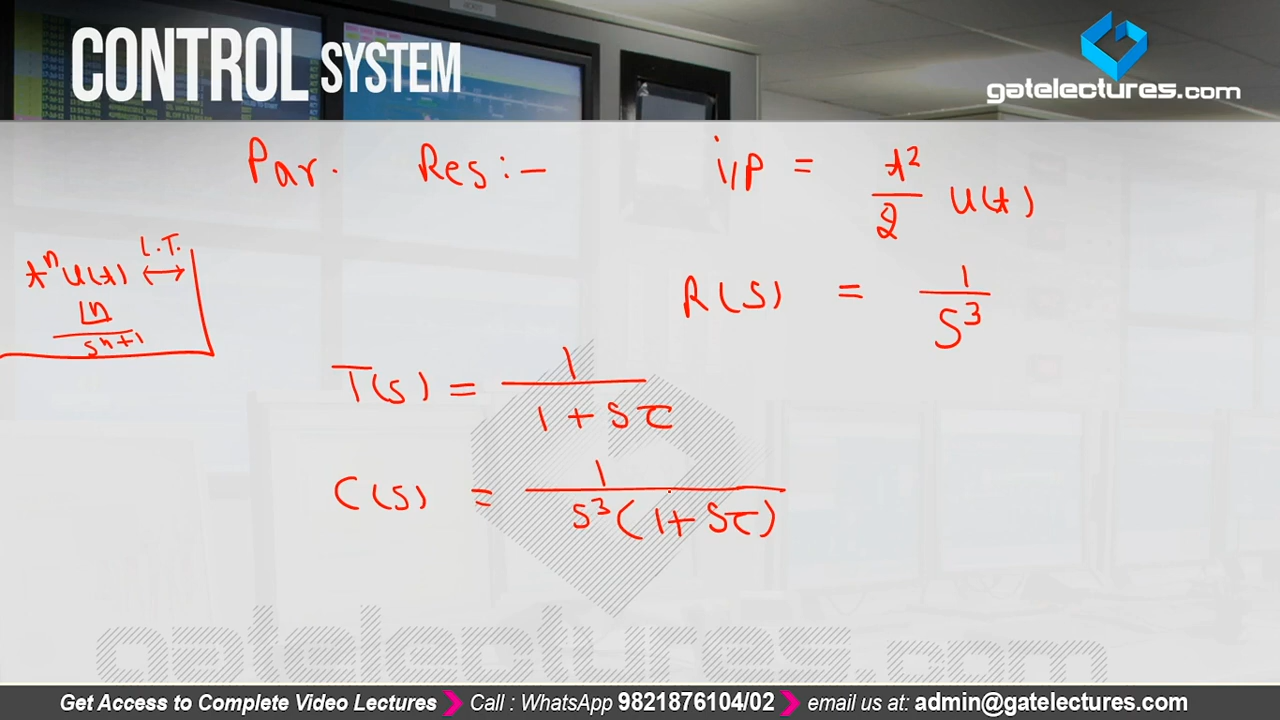 CONTROL SYSTEM
gatelectures.com
Par. Res :- i/p = t²/2 u(t)
tⁿ u(t) ↔ L.T.
∟n / sⁿ⁺¹
R(s) = 1/s³
T(s) = 1/(1+sτ)
C(s) = 1/(s³(1+sτ))
gatelectures.com
Get Access to Complete Video Lectures Call : WhatsApp 9821876104/02 email us at: admin@gatelectures.com